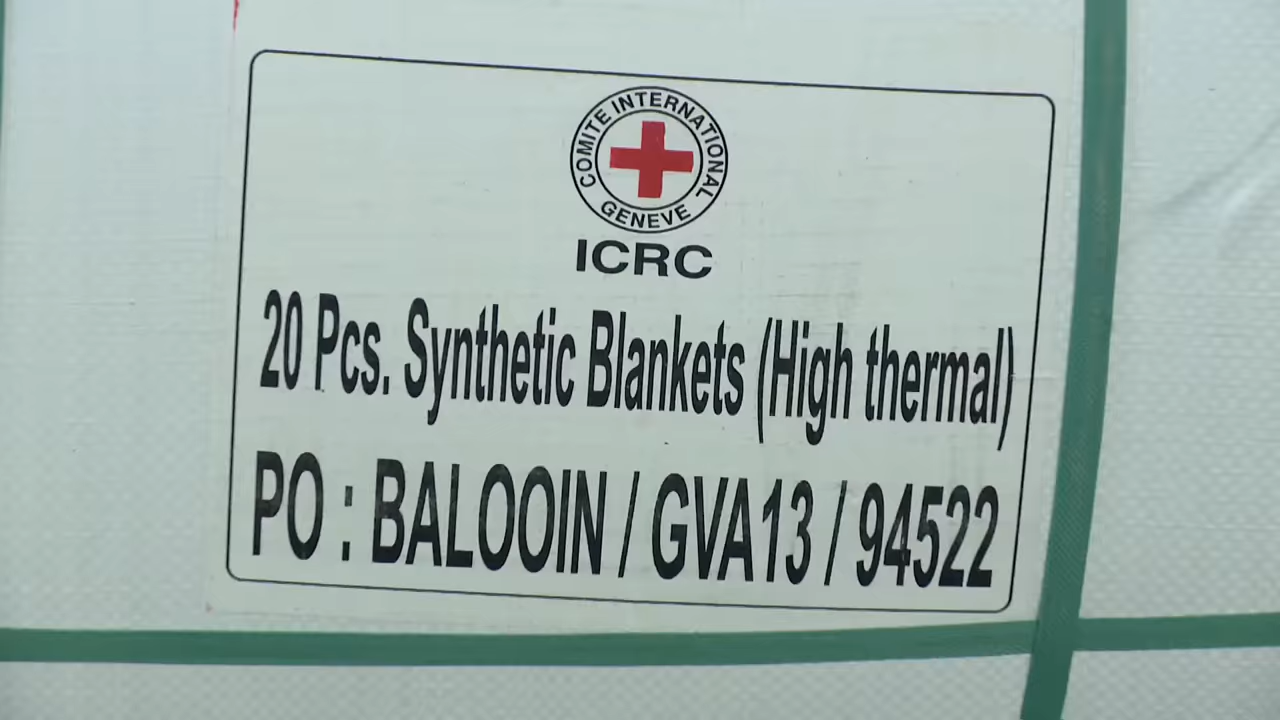 COMITE INTERNATIONAL
GENEVE
ICRC
20 Pcs. Synthetic Blankets (High thermal)
PO : BALOOIN / GVA13 / 94522